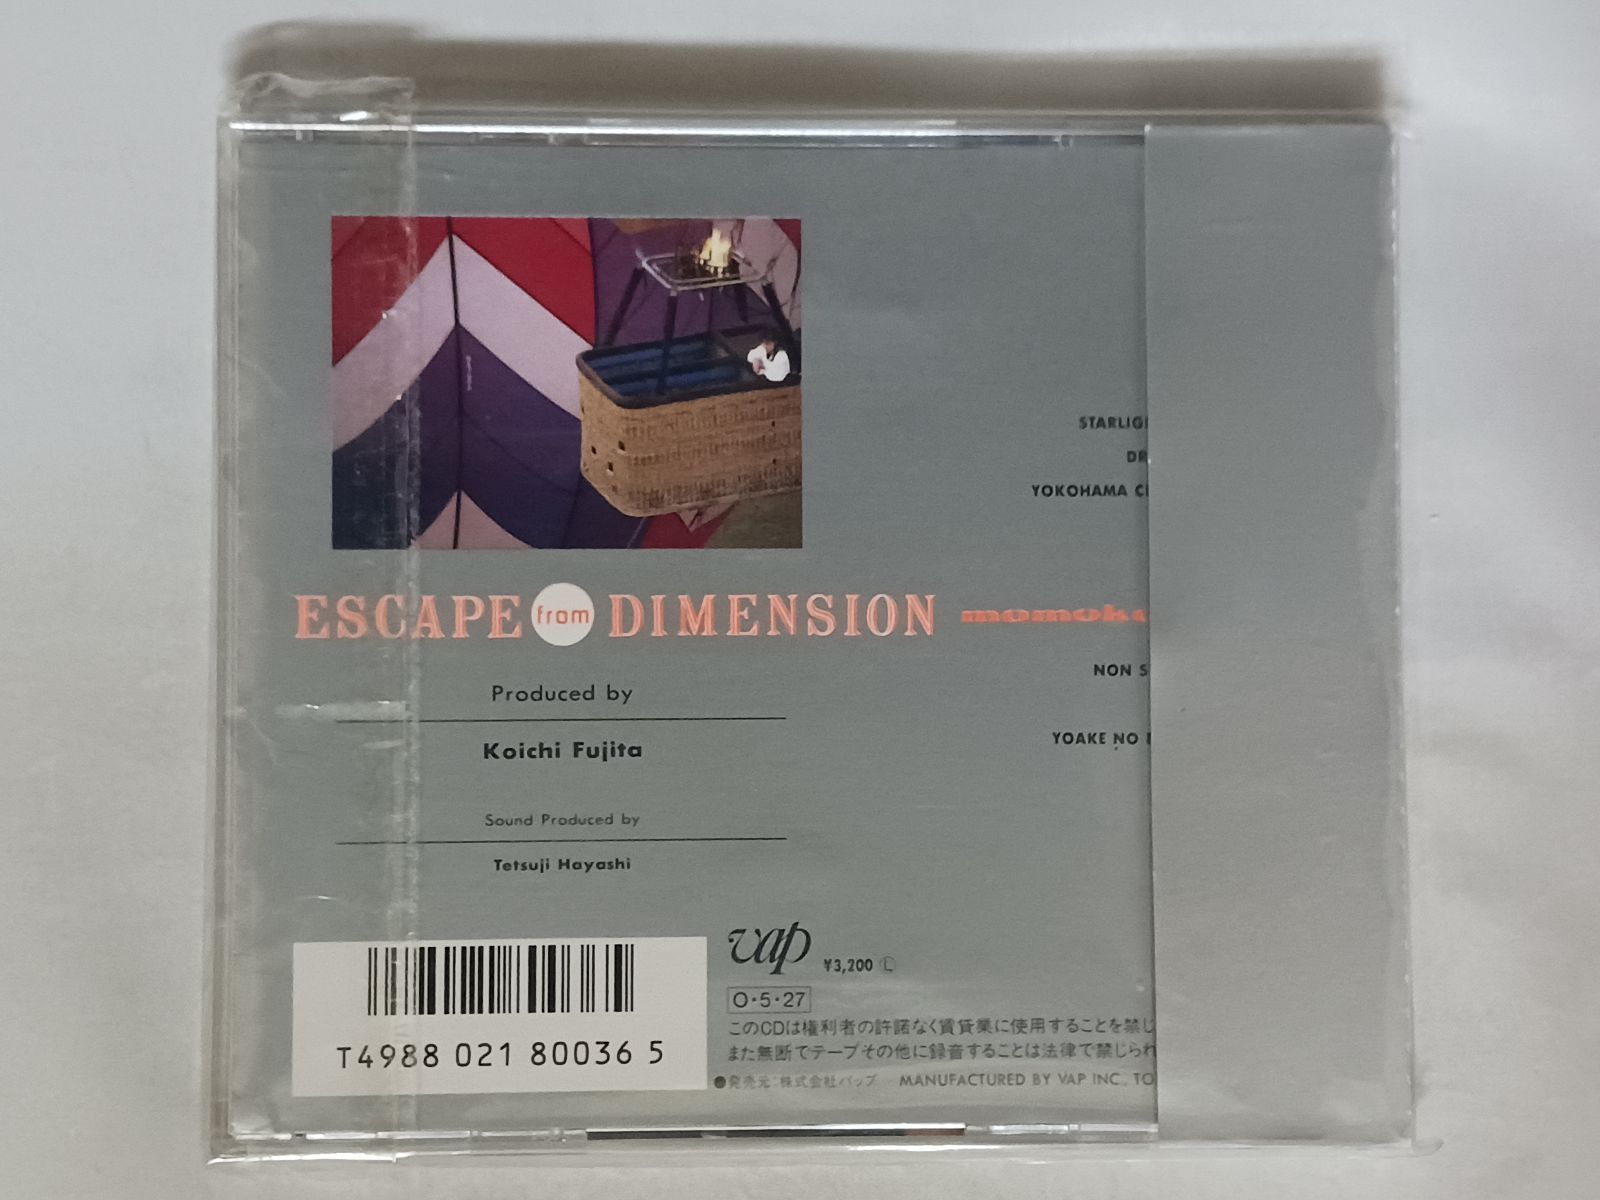 YOKOHAMA
ESCAPE from DIMENSION
NON
YOAKE NO
Produced by
Koichi Fujita
Sound Produced by
Tetsuji Hayashi
vap ¥3,200 Ⓛ
O・5・27
このCDは権利者の許諾なく賃貸業に使用することを禁じ
また無断でテープその他に録音することは法律で禁じられ
●発売元:株式会社バップ MANUFACTURED BY VAP INC., TO
T4988 021 80036 5